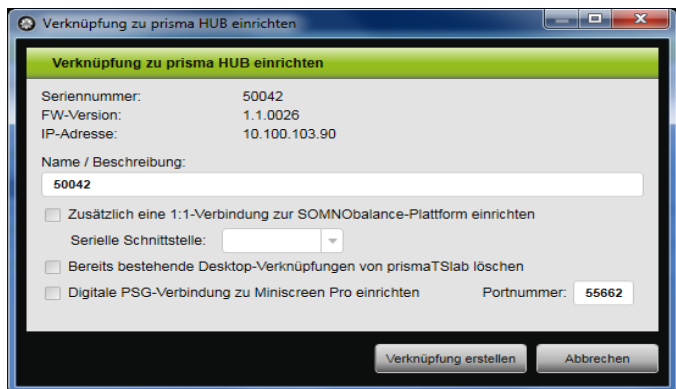 Verknüpfung zu prisma HUB einrichten
Verknüpfung zu prisma HUB einrichten
Seriennummer: 50042
FW-Version: 1.1.0026
IP-Adresse: 10.100.103.90
Name / Beschreibung:
50042
Zusätzlich eine 1:1-Verbindung zur SOMNObalance-Plattform einrichten
Serielle Schnittstelle:
Bereits bestehende Desktop-Verknüpfungen von prismaTSlab löschen
Digitale PSG-Verbindung zu Miniscreen Pro einrichten Portnummer: 55662
Verknüpfung erstellen Abbrechen